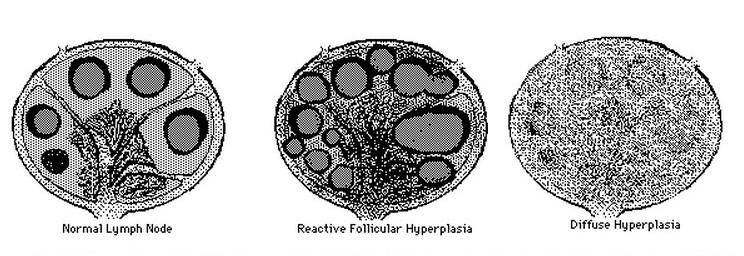 Normal Lymph Node
Reactive Follicular Hyperplasia
Diffuse Hyperplasia